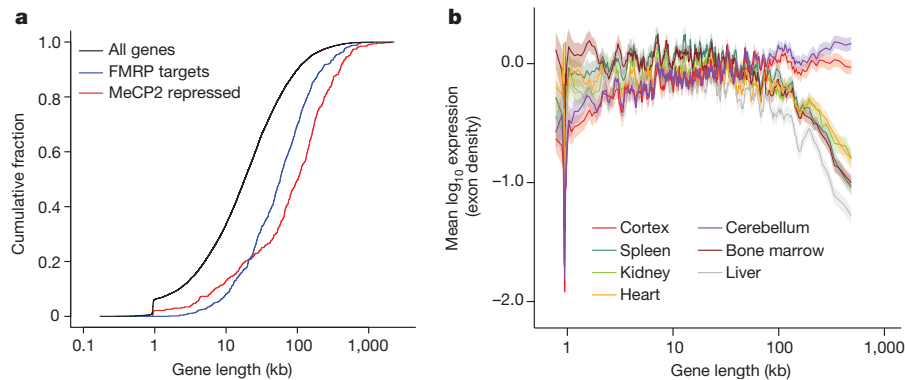 a
All genes
FMRP targets
MeCP2 repressed
Cumulative fraction
1.0
0.8
0.6
0.4
0.2
0
0.1
1
10
100
1,000
Gene length (kb)
b
Mean log10 expression
(exon density)
0.0
−1.0
−2.0
Cortex
Spleen
Kidney
Heart
Cerebellum
Bone marrow
Liver
1
10
100
1,000
Gene length (kb)